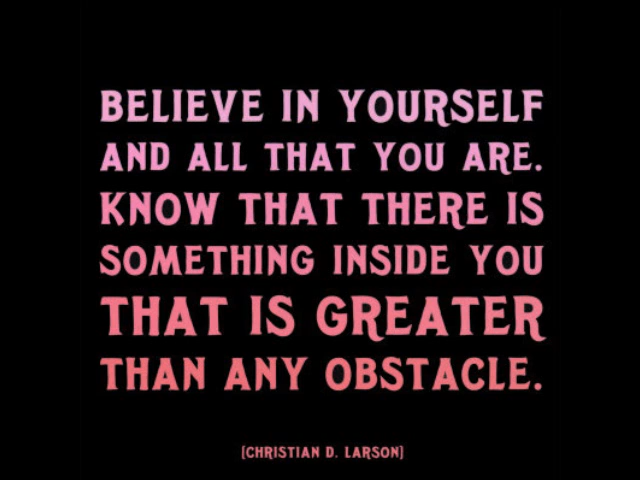 BELIEVE IN YOURSELF
AND ALL THAT YOU ARE.
KNOW THAT THERE IS
SOMETHING INSIDE YOU
THAT IS GREATER
THAN ANY OBSTACLE.
[CHRISTIAN D. LARSON]